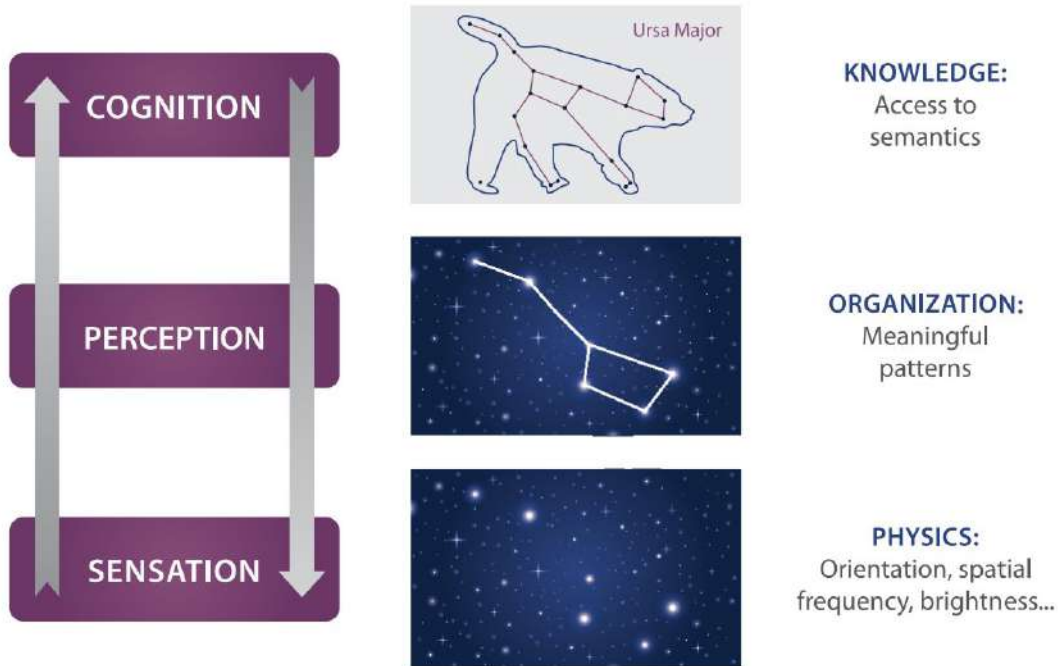 COGNITION
Ursa Major
KNOWLEDGE:
Access to
semantics
PERCEPTION
ORGANIZATION:
Meaningful
patterns
SENSATION
PHYSICS:
Orientation, spatial
frequency, brightness...